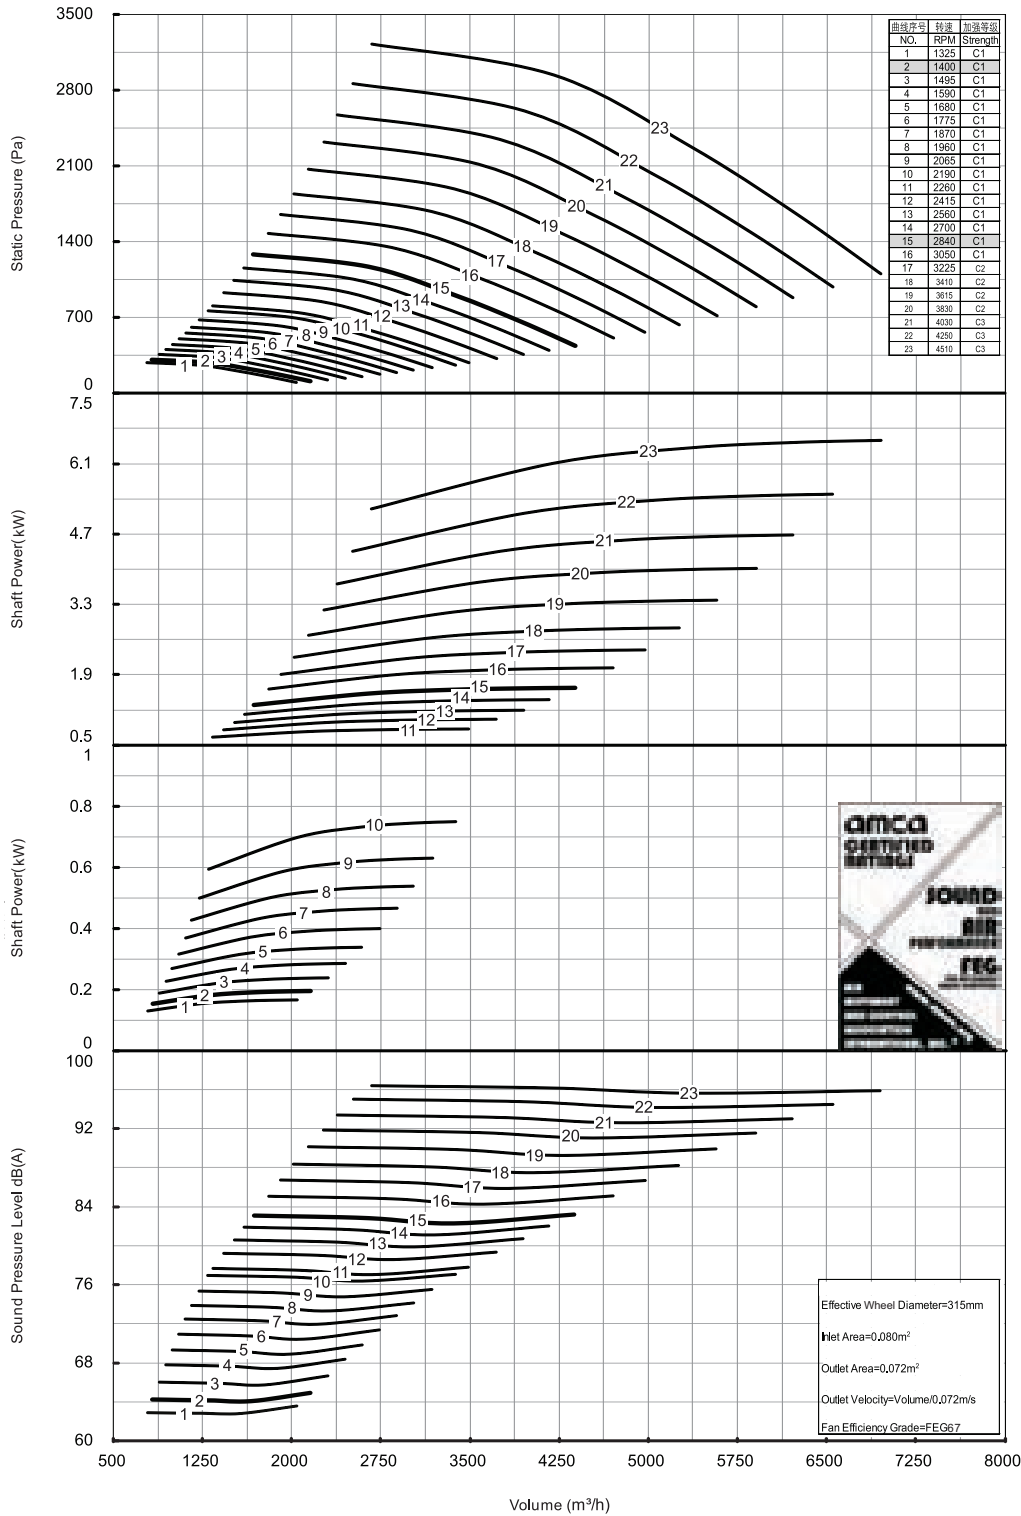 3500
2800
2100
1400
700
0
Static Pressure (Pa)
曲线序号 转速 加强等级
NO. RPM Strength
1 1325 C1
2 1400 C1
3 1495 C1
4 1590 C1
5 1680 C1
6 1775 C1
7 1870 C1
8 1960 C1
9 2065 C1
10 2190 C1
11 2260 C1
12 2415 C1
13 2560 C1
14 2700 C1
15 2840 C1
16 3050 C1
17 3225 C2
18 3410 C2
19 3615 C2
20 3830 C2
21 4030 C3
22 4250 C3
23 4510 C3
23
22
21
20
19
18
17
16
15
14
13
12
11
10
9
8
7
6
5
4
3
2
1
7.5
6.1
4.7
3.3
1.9
0.5
Shaft Power(kW)
23
22
21
20
19
18
17
16
15
14
13
12
11
1
0.8
0.6
0.4
0.2
0
Shaft Power(kW)
10
9
8
7
6
5
4
3
2
1
amca
CERTIFIED
RATINGS
SOUND
AND
AIR
PERFORMANCE
FEG
100
92
84
76
68
60
Sound Pressure Level dB(A)
23
22
21
20
19
18
17
16
15
14
13
12
11
10
9
8
7
6
5
4
3
2
1
Effective Wheel Diameter=315mm
Inlet Area=0.080m²
Outlet Area=0.072m²
Outlet Velocity=Volume/0.072m/s
Fan Efficiency Grade=FEG67
500 1250 2000 2750 3500 4250 5000 5750 6500 7250 8000
Volume (m³/h)